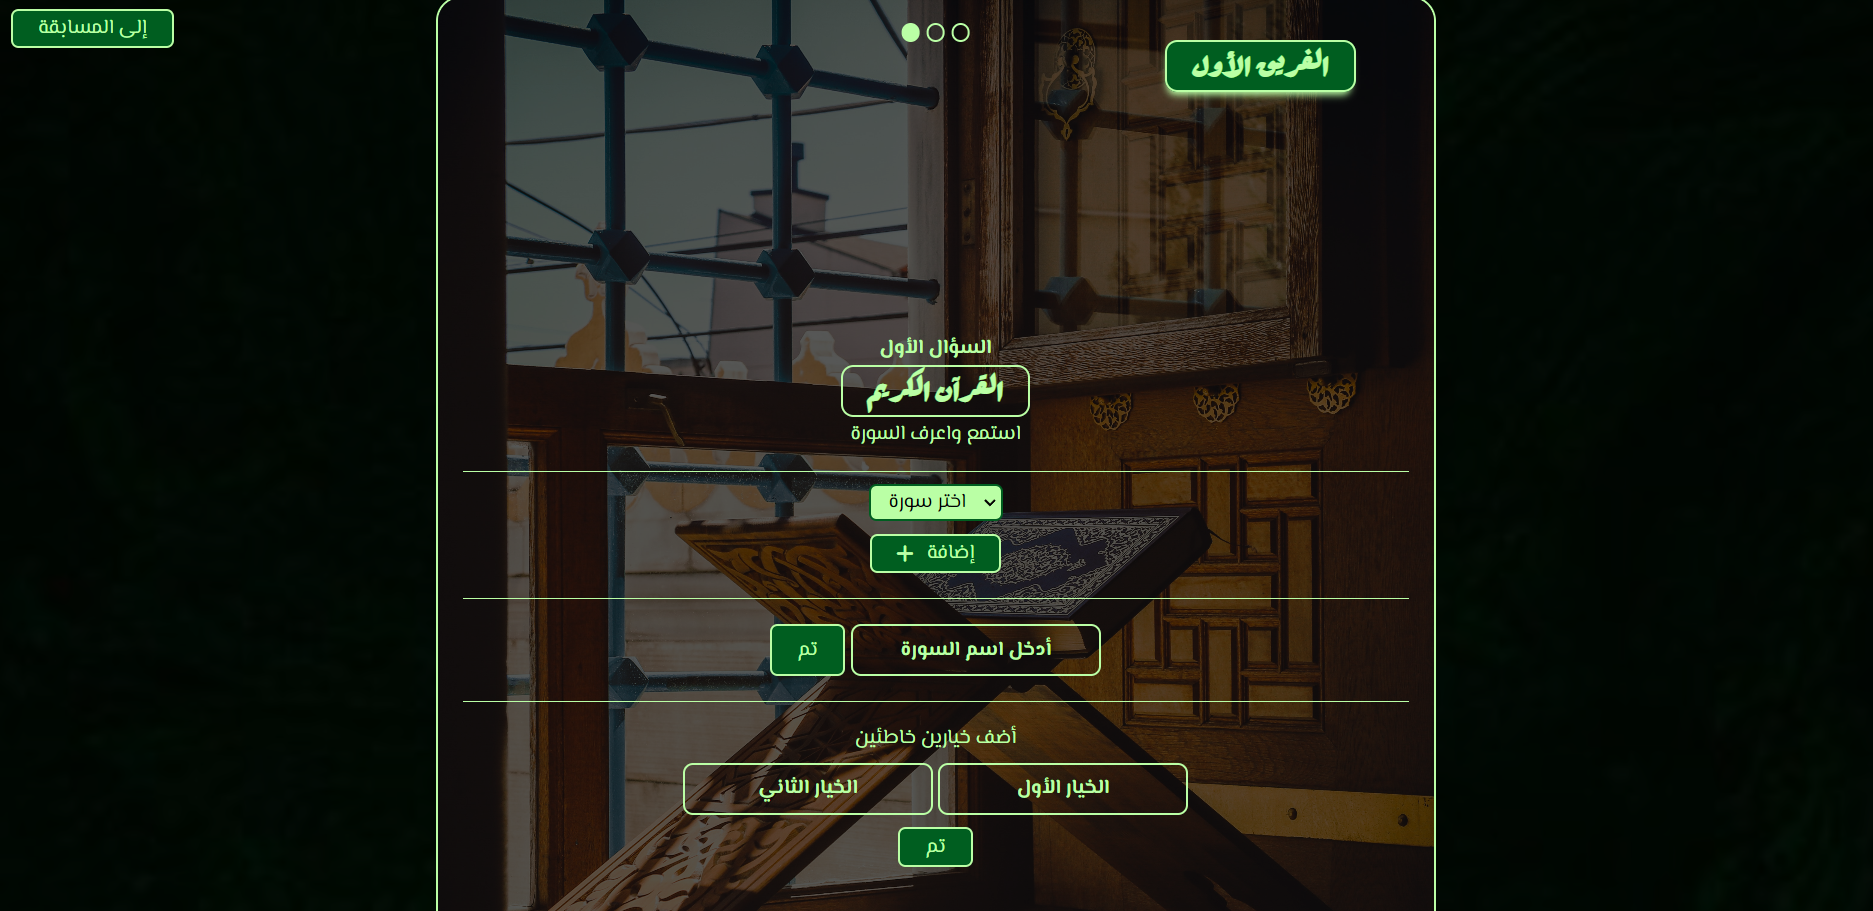 إلى المسابقة
الفريق الأول
السؤال الأول
القرآن الكريم
استمع واعرف السورة
اختر سورة
إضافة +
أدخل اسم السورة
تم
أضف خيارين خاطئين
الخيار الأول
الخيار الثاني
تم